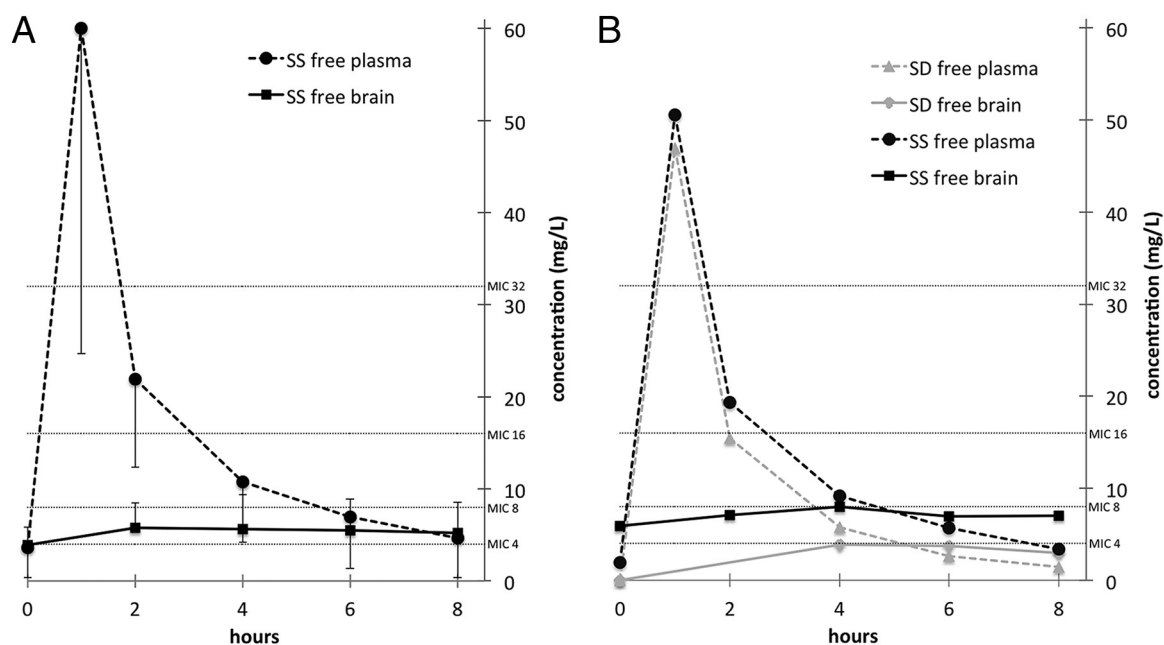 A
SS free plasma
SS free brain
60
50
40
30
20
10
0
MIC 32
MIC 16
MIC 8
MIC 4
concentration (mg/L)
0 2 4 6 8
hours
B
SD free plasma
SD free brain
SS free plasma
SS free brain
60
50
40
30
20
10
0
MIC 32
MIC 16
MIC 8
MIC 4
concentration (mg/L)
0 2 4 6 8
hours